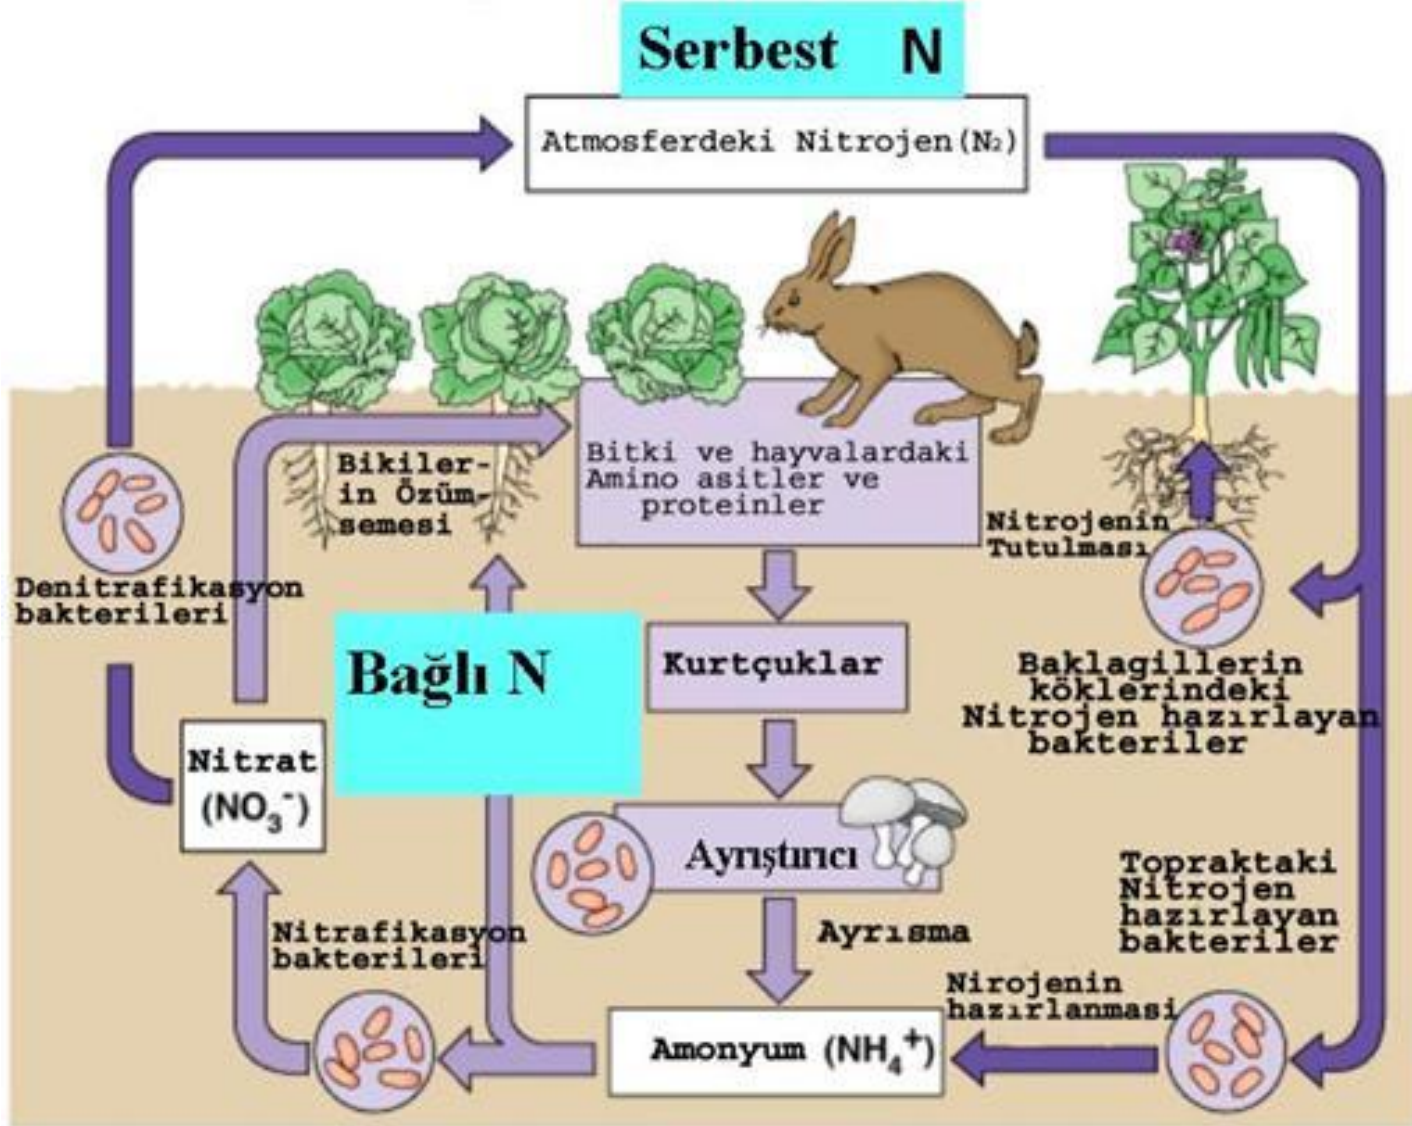 Serbest N
Atmosferdeki Nitrojen(N₂)
Bikiler-
in Özüm-
semesi
Bitki ve hayvalardaki
Amino asitler ve
proteinler
Nitrojenin
Tutulması
Denitrafikasyon
bakterileri
Bağlı N
Kurtçuklar
Baklagillerin
köklerindeki
Nitrojen hazırlayan
bakteriler
Nitrat
(NO₃⁻)
Ayrıştırıcı
Topraktaki
Nitrojen
hazırlayan
bakteriler
Nitrafikasyon
bakterileri
Ayrısma
Nirojenin
hazırlanmasi
Amonyum (NH₄⁺)